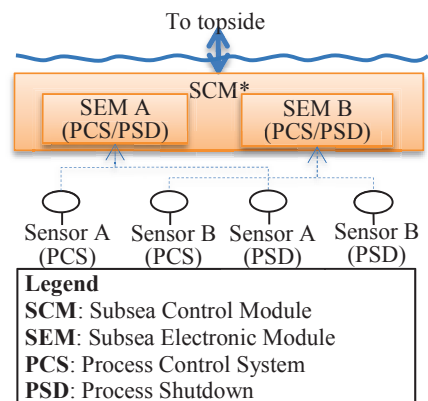 To topside
SCM*
SEM A SEM B
(PCS/PSD) (PCS/PSD)
Sensor A Sensor B Sensor A Sensor B
(PCS) (PCS) (PSD) (PSD)
Legend
SCM: Subsea Control Module
SEM: Subsea Electronic Module
PCS: Process Control System
PSD: Process Shutdown